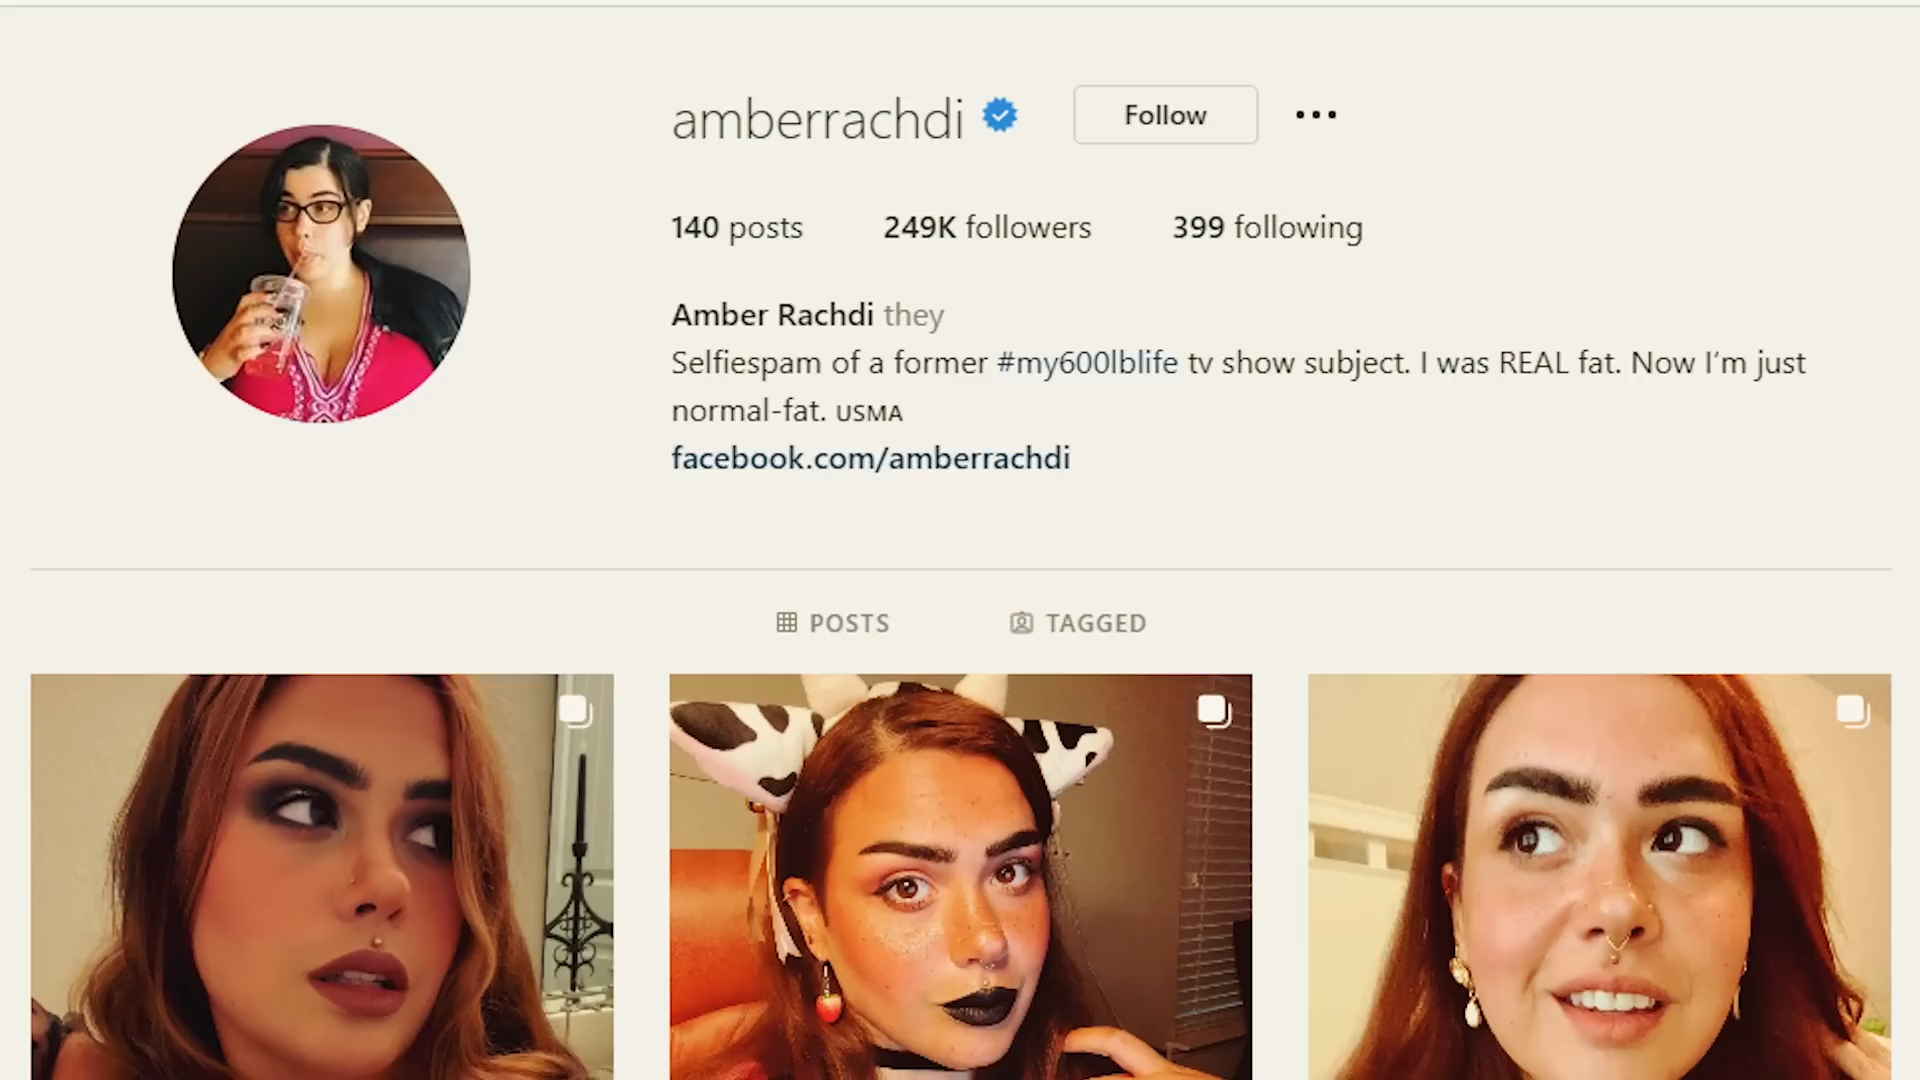 amberrachdi
Follow
140 posts 249K followers 399 following
Amber Rachdi they
Selfiespam of a former #my600lblife tv show subject. I was REAL fat. Now I’m just
normal-fat. ᴜsᴍᴀ
facebook.com/amberrachdi
POSTS TAGGED